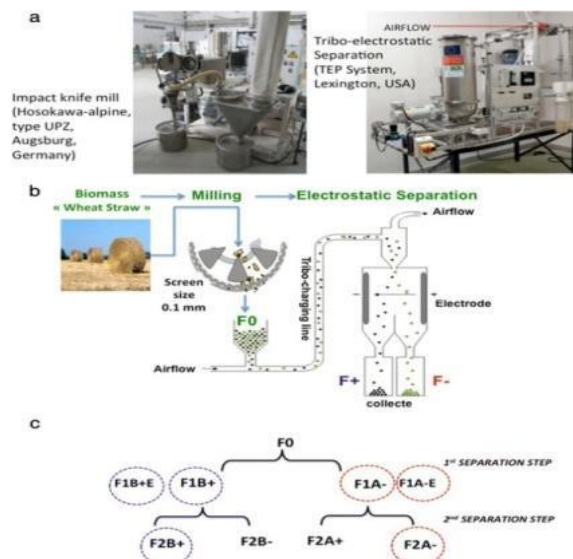 a
AIRFLOW
Tribo-electrostatic
Separation
(TEP System,
Lexington, USA)
Impact knife mill
(Hosokawa-alpine,
type UPZ,
Augsburg,
Germany)
b
Biomass
« Wheat Straw »
Milling
Electrostatic Separation
Airflow
Screen
size
0.1 mm
Tribo-charging line
Electrode
F0
Airflow
F+
F-
collecte
c
F0
1st SEPARATION STEP
F1B+E
F1B+
F1A-
F1A-E
2nd SEPARATION STEP
F2B+
F2B-
F2A+
F2A-